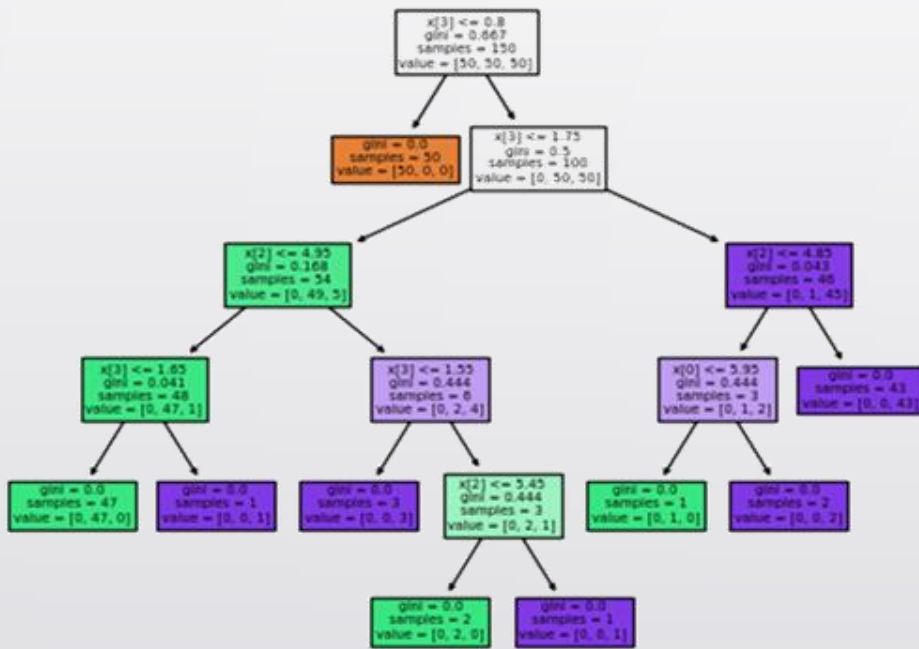 x[3] <= 0.8
gini = 0.667
samples = 150
value = [50, 50, 50]
gini = 0.0
samples = 50
value = [50, 0, 0]
x[3] <= 1.75
gini = 0.5
samples = 100
value = [0, 50, 50]
x[2] <= 4.95
gini = 0.168
samples = 54
value = [0, 49, 5]
x[2] <= 4.85
gini = 0.043
samples = 46
value = [0, 1, 45]
x[3] <= 1.65
gini = 0.041
samples = 48
value = [0, 47, 1]
x[3] <= 1.55
gini = 0.444
samples = 6
value = [0, 2, 4]
x[0] <= 5.95
gini = 0.444
samples = 3
value = [0, 1, 2]
gini = 0.0
samples = 43
value = [0, 0, 43]
gini = 0.0
samples = 47
value = [0, 47, 0]
gini = 0.0
samples = 1
value = [0, 0, 1]
gini = 0.0
samples = 3
value = [0, 0, 3]
x[2] <= 5.45
gini = 0.444
samples = 3
value = [0, 2, 1]
gini = 0.0
samples = 1
value = [0, 1, 0]
gini = 0.0
samples = 2
value = [0, 0, 2]
gini = 0.0
samples = 2
value = [0, 2, 0]
gini = 0.0
samples = 1
value = [0, 0, 1]